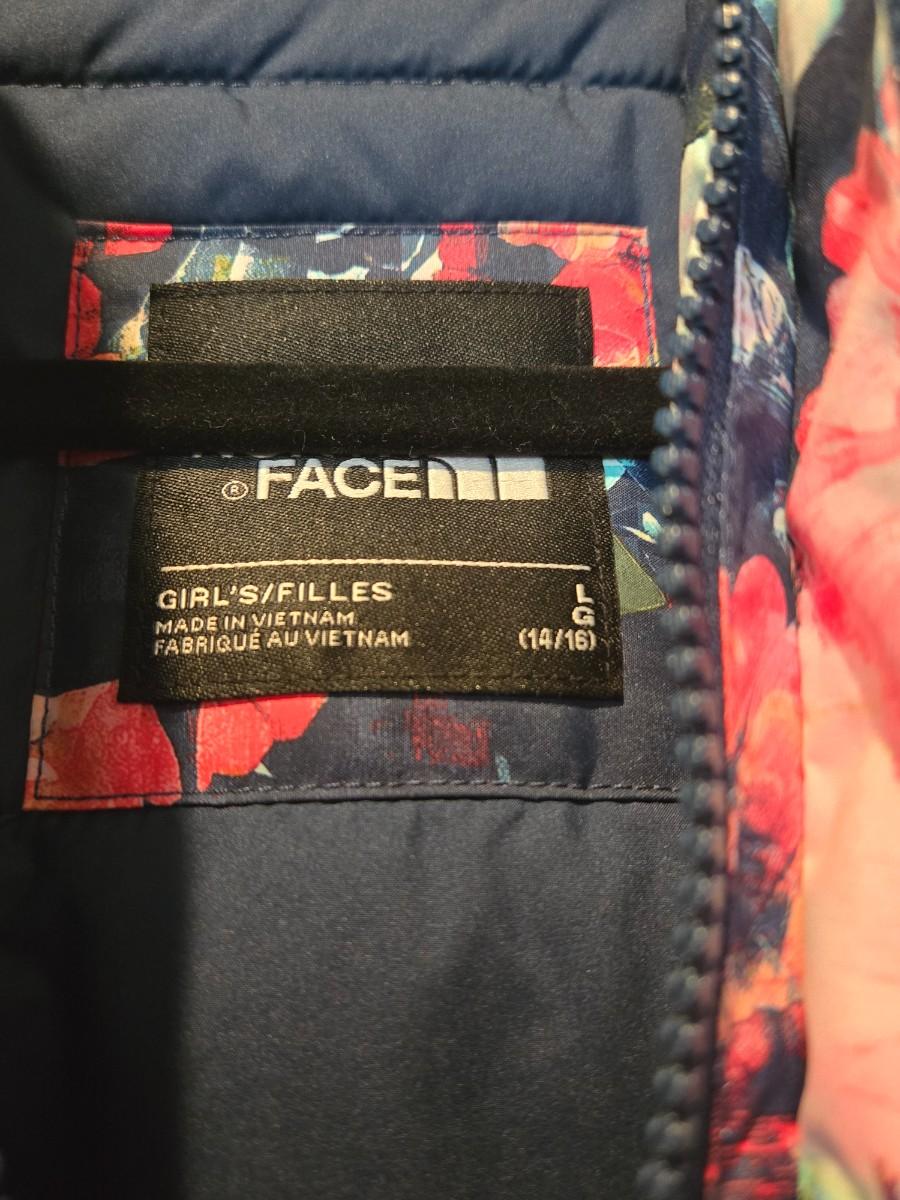 ® FACE
GIRL'S/FILLES L
MADE IN VIETNAM G
FABRIQUÉ AU VIETNAM (14/16)